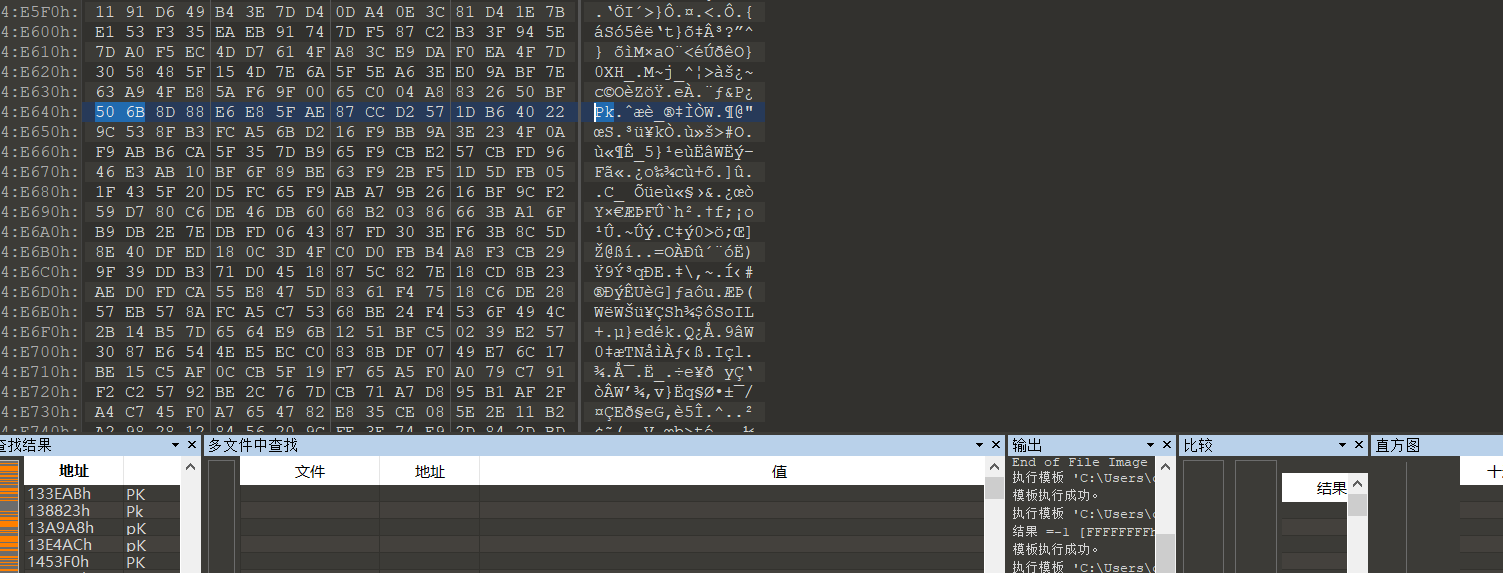 4:E5F0h: 11 91 D6 49 B4 3E 7D D4 0D A4 0E 3C 81 D4 1E 7B .‘ÖI´>}Ô.¤.<.Ô.{
4:E600h: E1 53 F3 35 EA EB 91 74 7D F5 87 C2 B3 3F 94 5E áSó5êë‘t}õ‡Â³?”^
4:E610h: 7D A0 F5 EC 4D D7 61 4F A8 3C E9 DA F0 EA 4F 7D } õìM×aO¨<éÚðêO}
4:E620h: 30 58 48 5F 15 4D 7E 6A 5F 5E A6 3E E0 9A BF 7E 0XH_.M~j_^¦>àš¿~
4:E630h: 63 A9 4F E8 5A F6 9F 00 65 C0 04 A8 83 26 50 BF c©OèZöŸ.eÀ.¨ƒ&P¿
4:E640h: 50 6B 8D 88 E6 E8 5F AE 87 CC D2 57 1D B6 40 22 Pk.ˆæè_®‡ÌÒW.¶@"
4:E650h: 9C 53 8F B3 FC A5 6B D2 16 F9 BB 9A 3E 23 4F 0A œS.³ü¥kÒ.ù»š>#O.
4:E660h: F9 AB B6 CA 5F 35 7D B9 65 F9 CB E2 57 CB FD 96 ù«¶Ê_5}¹eùËâWËý–
4:E670h: 46 E3 AB 10 BF 6F 89 BE 63 F9 2B F5 1D 5D FB 05 Fã«.¿o‰¾cù+õ.]û.
4:E680h: 1F 43 5F 20 D5 FC 65 F9 AB A7 9B 26 16 BF 9C F2 .C_ Õüeù«§›&.¿œò
4:E690h: 59 D7 80 C6 DE 46 DB 60 68 B2 03 86 66 3B A1 6F Y×€ÆÞFÛ`h².†f;¡o
4:E6A0h: B9 DB 2E 7E DB FD 06 43 87 FD 30 3E F6 3B 8C 5D ¹Û.~Ûý.C‡ý0>ö;Œ]
4:E6B0h: 8E 40 DF ED 18 0C 3D 4F C0 D0 FB B4 A8 F3 CB 29 Ž@ßí..=OÀÐû´¨óË)
4:E6C0h: 9F 39 DD B3 71 D0 45 18 87 5C 82 7E 18 CD 8B 23 Ÿ9Ý³qÐE.‡\‚~.Í‹#
4:E6D0h: AE D0 FD CA 55 E8 47 5D 83 61 F4 75 18 C6 DE 28 ®ÐýÊUèG]ƒaôu.ÆÞ(
4:E6E0h: 57 EB 57 8A FC A5 C7 53 68 BE 24 F4 53 6F 49 4C WëWŠü¥ÇSh¾$ôSoIL
4:E6F0h: 2B 14 B5 7D 65 64 E9 6B 12 51 BF C5 02 39 E2 57 +.µ}edék.Q¿Å.9âW
4:E700h: 30 87 E6 54 4E E5 EC C0 83 8B DF 07 49 E7 6C 17 0‡æTNåìÀƒ‹ß.Içl.
4:E710h: BE 15 C5 AF 0C CB 5F 19 F7 65 A5 F0 A0 79 C7 91 ¾.Å¯.Ë_.÷e¥ð yÇ‘
4:E720h: F2 C2 57 92 BE 2C 76 7D CB 71 A7 D8 95 B1 AF 2F òÂW’¾,v}Ëq§Ø•±¯/
4:E730h: A4 C7 45 F0 A7 65 47 82 E8 35 CE 08 5E 2E 11 B2 ¤ÇEð§eG‚è5Î.^..²
查找结果 多文件中查找 输出 比较 直方图
地址 文件 地址 值 结果
133EABh PK
138823h Pk
13A9A8h pK
13E4ACh pK
1453F0h PK
End of File Image
执行模板 'C:\Users\
模板执行成功。
执行模板 'C:\Users\
结果 =-1 [FFFFFFFFh
模板执行成功。
执行模板 'C:\Users\